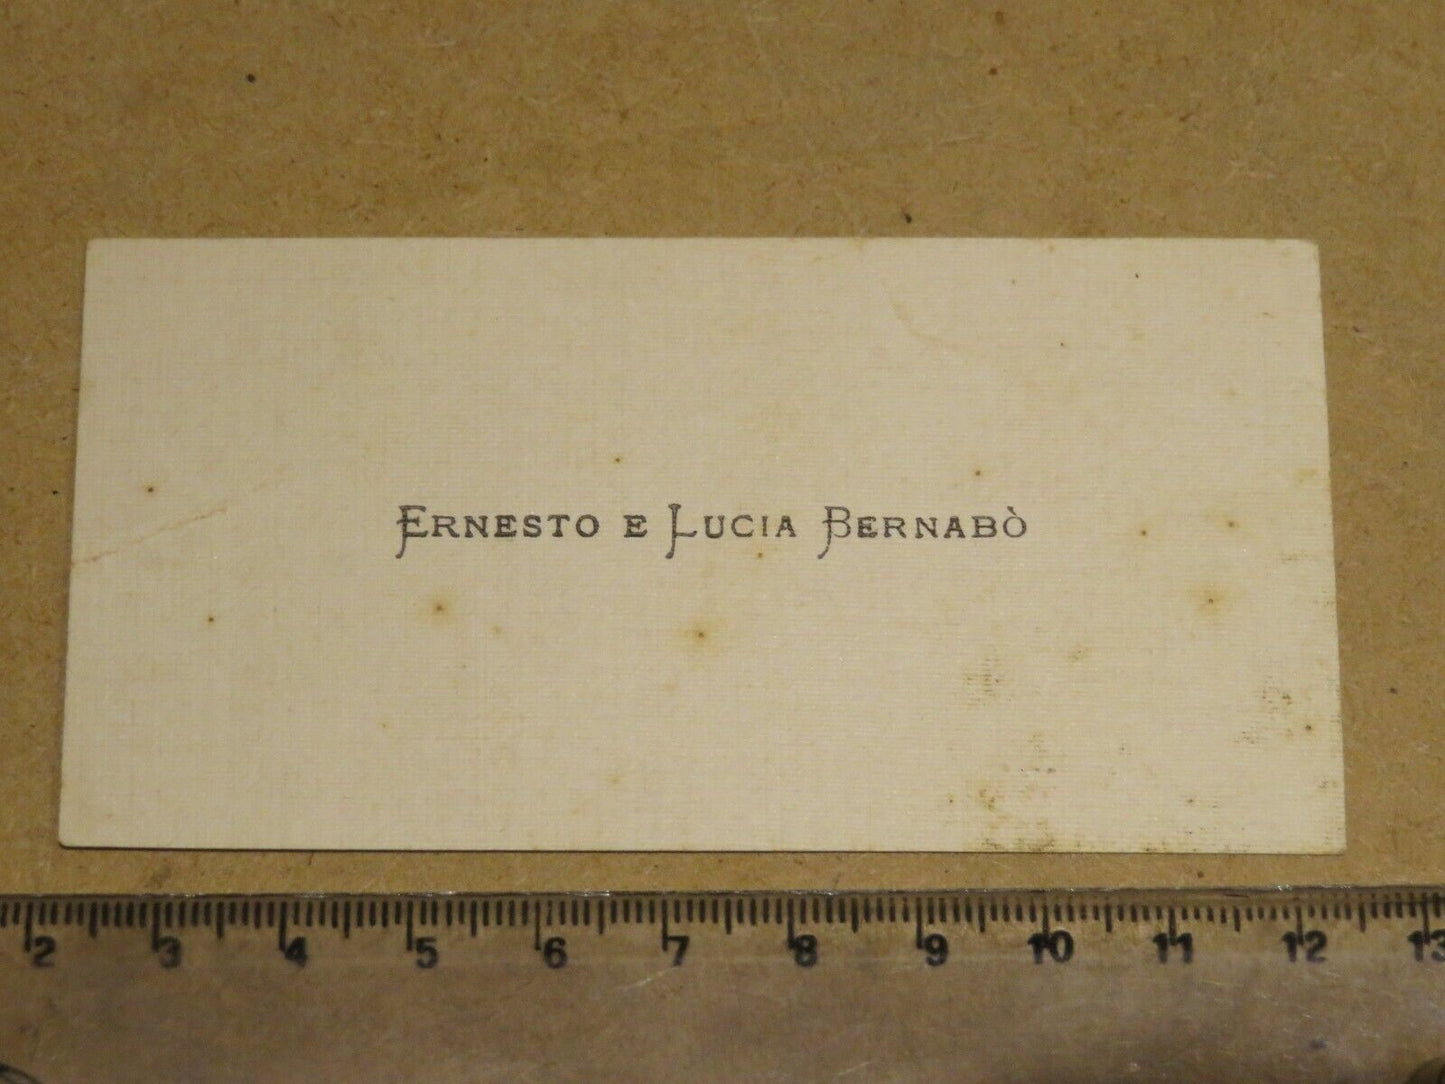 ERNESTO E LUCIA BERNABÒ
2 3 4 5 6 7 8 9 10 11 12 13